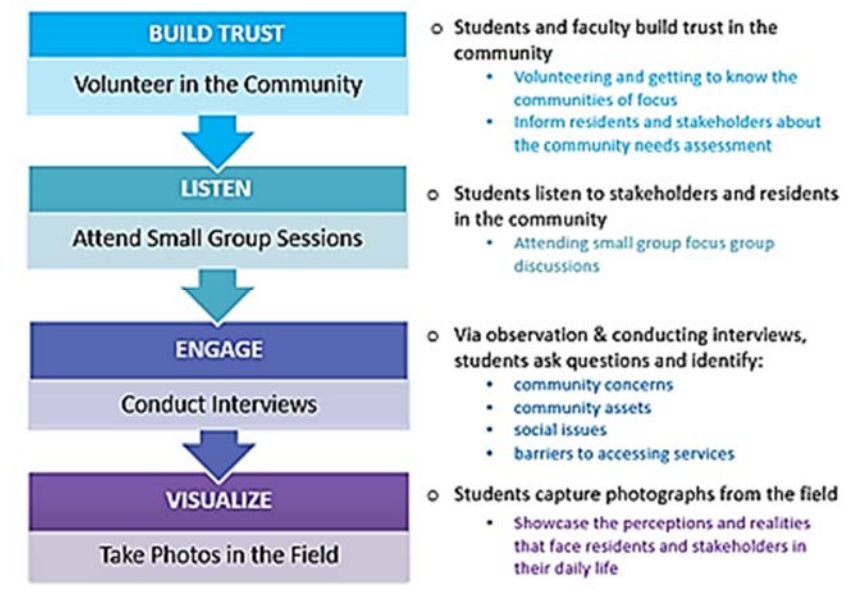 BUILD TRUST
Volunteer in the Community
o Students and faculty build trust in the
community
• Volunteering and getting to know the
communities of focus
• Inform residents and stakeholders about
the community needs assessment
LISTEN
Attend Small Group Sessions
o Students listen to stakeholders and residents
in the community
• Attending small group focus group
discussions
ENGAGE
Conduct Interviews
o Via observation & conducting interviews,
students ask questions and identify:
• community concerns
• community assets
• social issues
• barriers to accessing services
VISUALIZE
Take Photos in the Field
o Students capture photographs from the field
• Showcase the perceptions and realities
that face residents and stakeholders in
their daily life